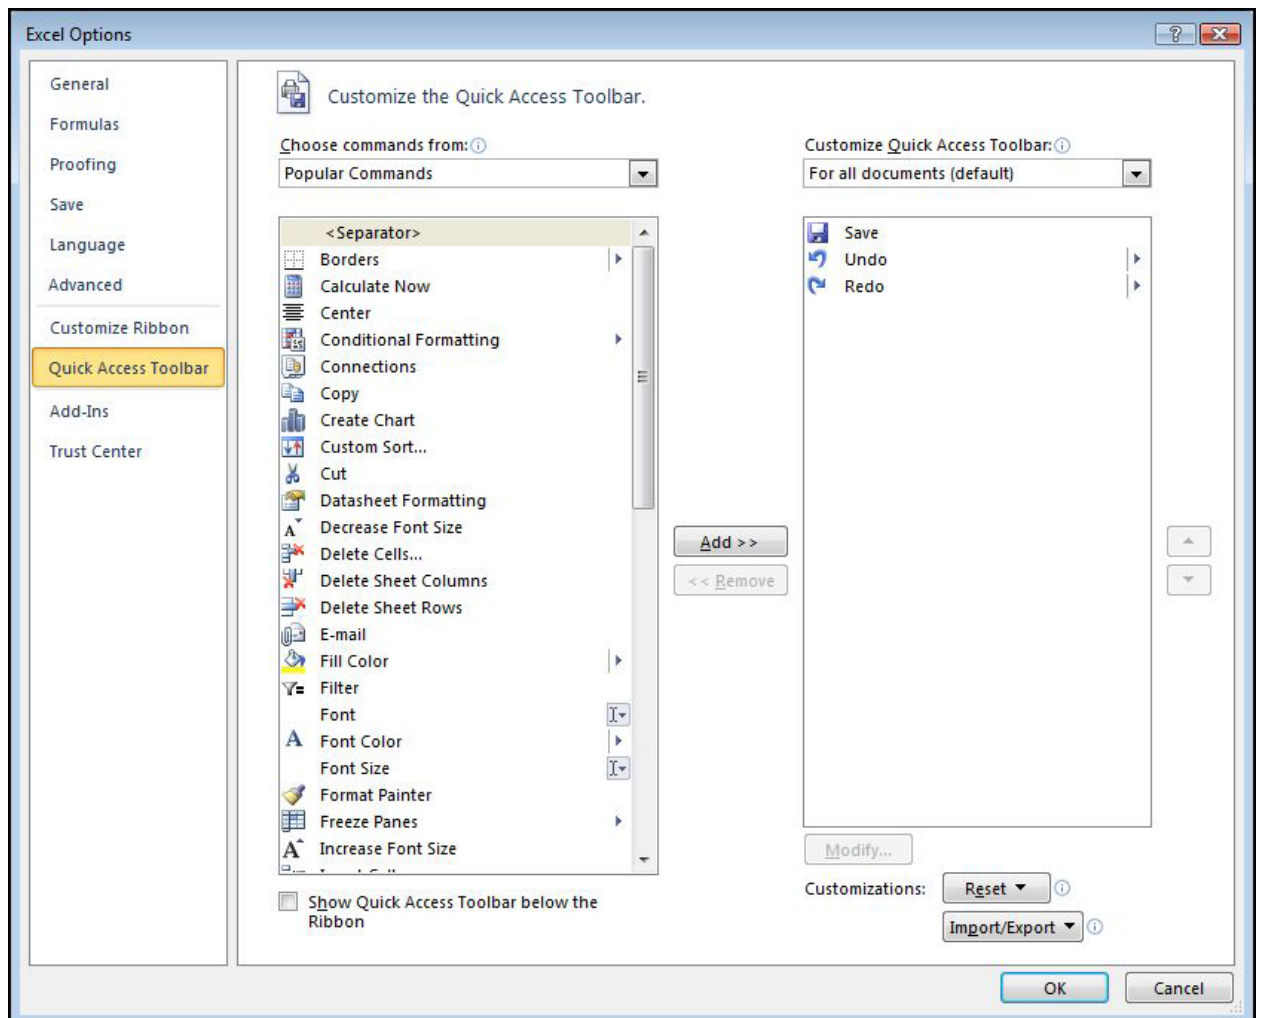 Excel Options
General
Formulas
Proofing
Save
Language
Advanced
Customize Ribbon
Quick Access Toolbar
Add-Ins
Trust Center
Customize the Quick Access Toolbar.
Choose commands from:
Popular Commands
<Separator>
Borders
Calculate Now
Center
Conditional Formatting
Connections
Copy
Create Chart
Custom Sort...
Cut
Datasheet Formatting
Decrease Font Size
Delete Cells...
Delete Sheet Columns
Delete Sheet Rows
E-mail
Fill Color
Filter
Font
Font Color
Font Size
Format Painter
Freeze Panes
Increase Font Size
Show Quick Access Toolbar below the
Ribbon
Add >>
<< Remove
Customize Quick Access Toolbar:
For all documents (default)
Save
Undo
Redo
Modify...
Customizations:
Reset
Import/Export
OK
Cancel